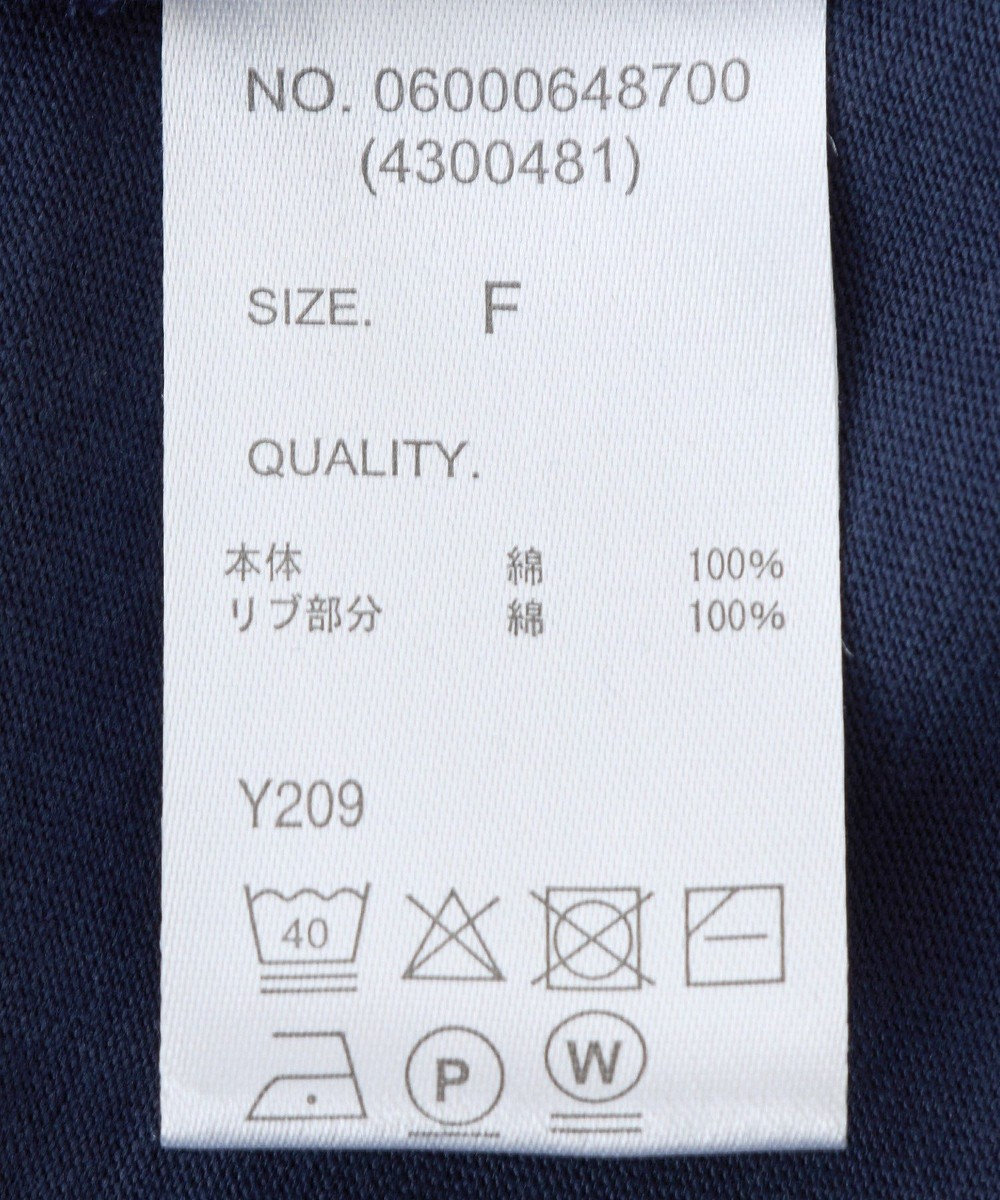 NO. 06000648700
(4300481)
SIZE. F
QUALITY.
本体 綿 100%
リブ部分 綿 100%
Y209
40
P W